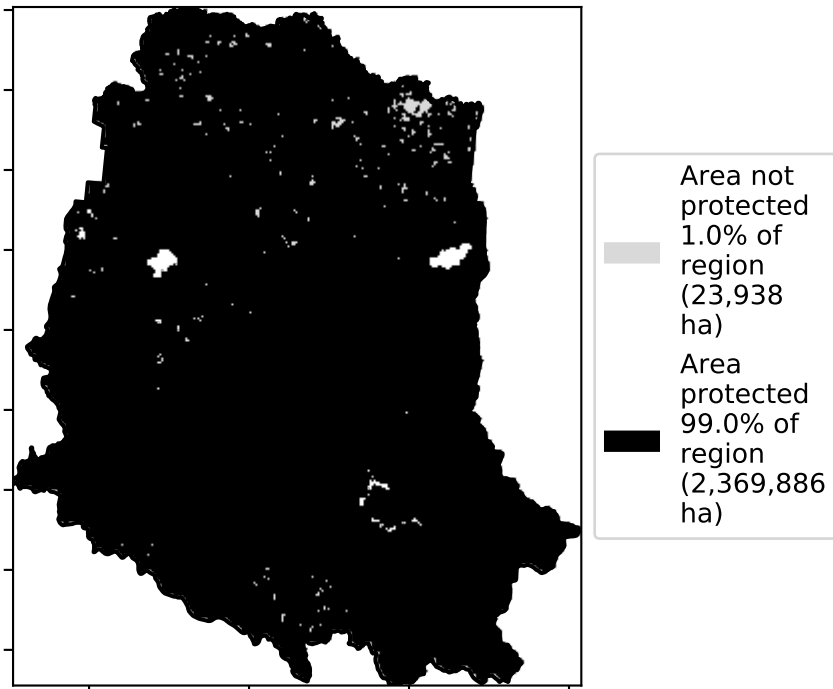 Area not
protected
1.0% of
region
(23,938
ha)
Area
protected
99.0% of
region
(2,369,886
ha)